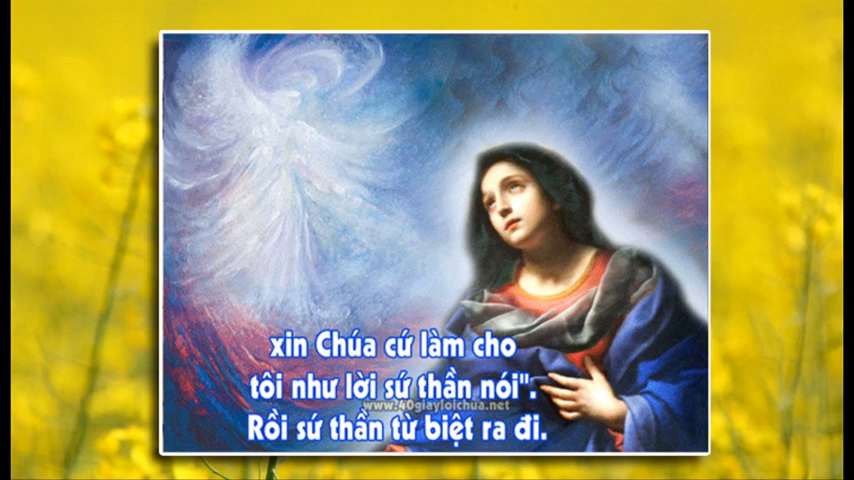 xin Chúa cứ làm cho
tôi như lời sứ thần nói".
www.40giayloichua.net
Rồi sứ thần từ biệt ra đi.